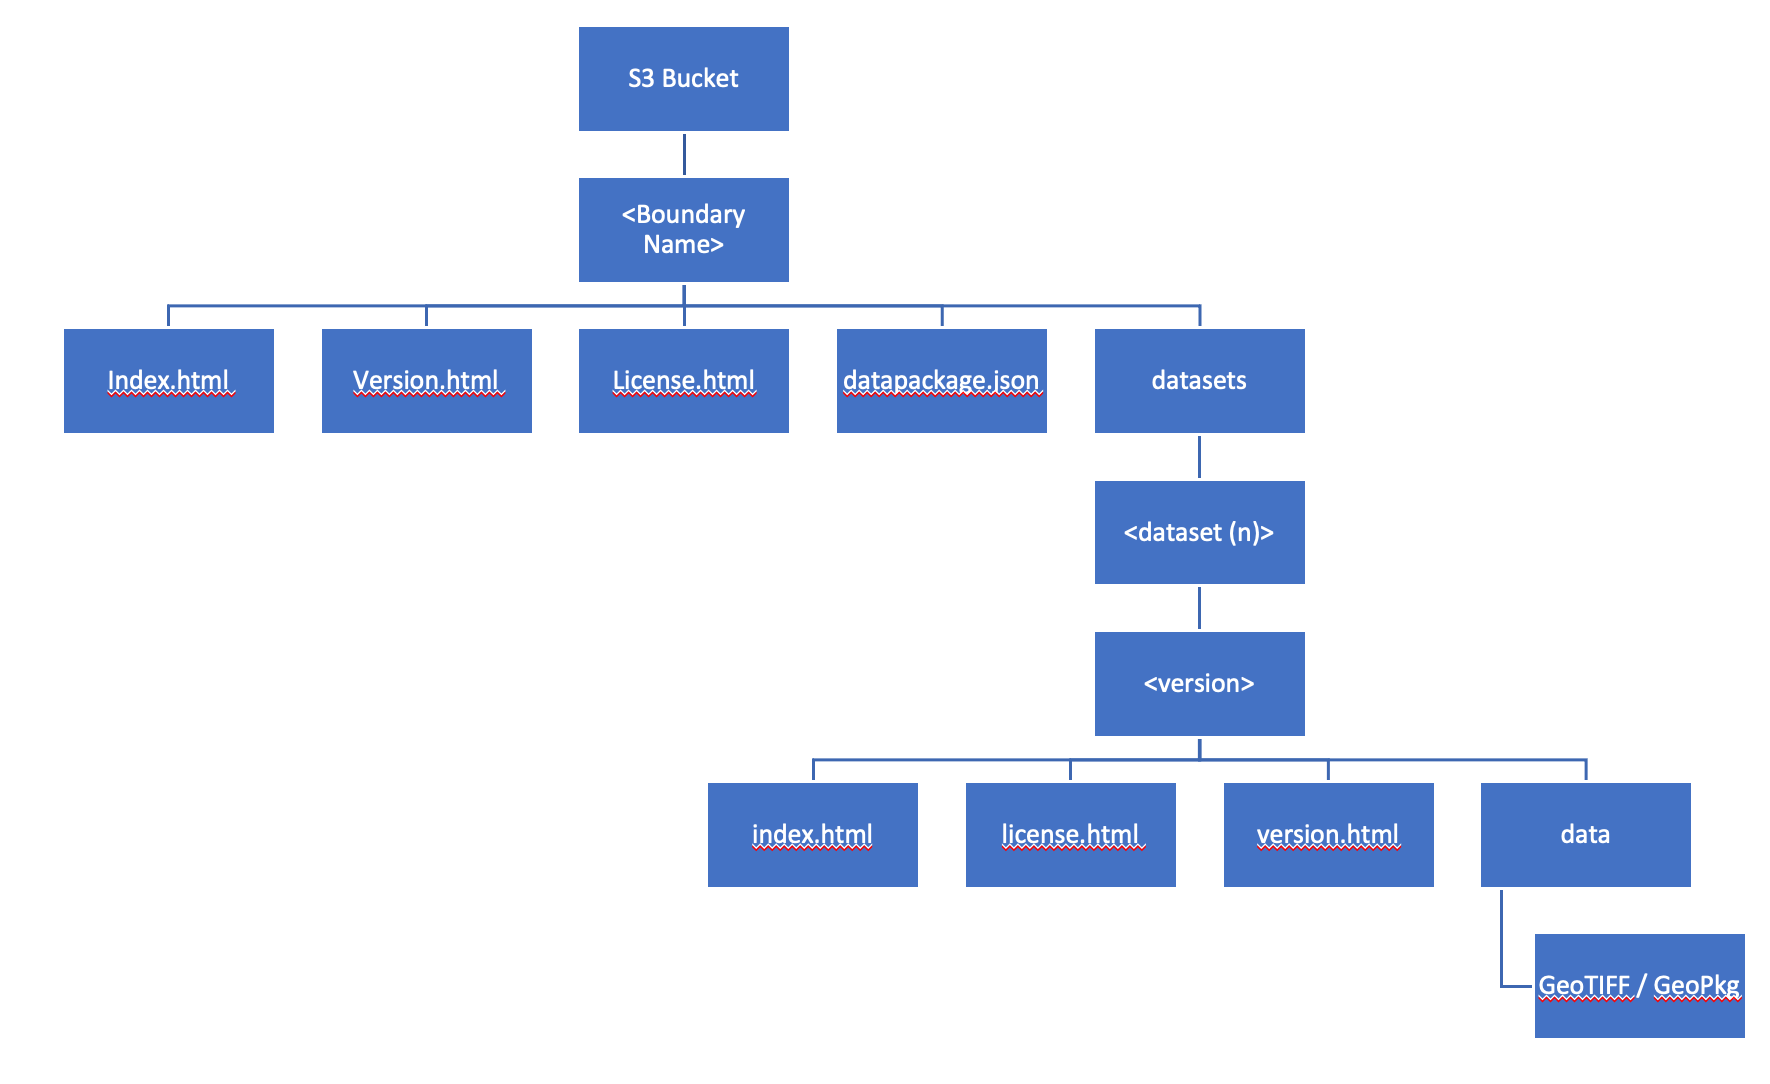 S3 Bucket
<Boundary
Name>
Index.html
Version.html
License.html
datapackage.json
datasets
<dataset (n)>
<version>
index.html
license.html
version.html
data
GeoTIFF / GeoPkg